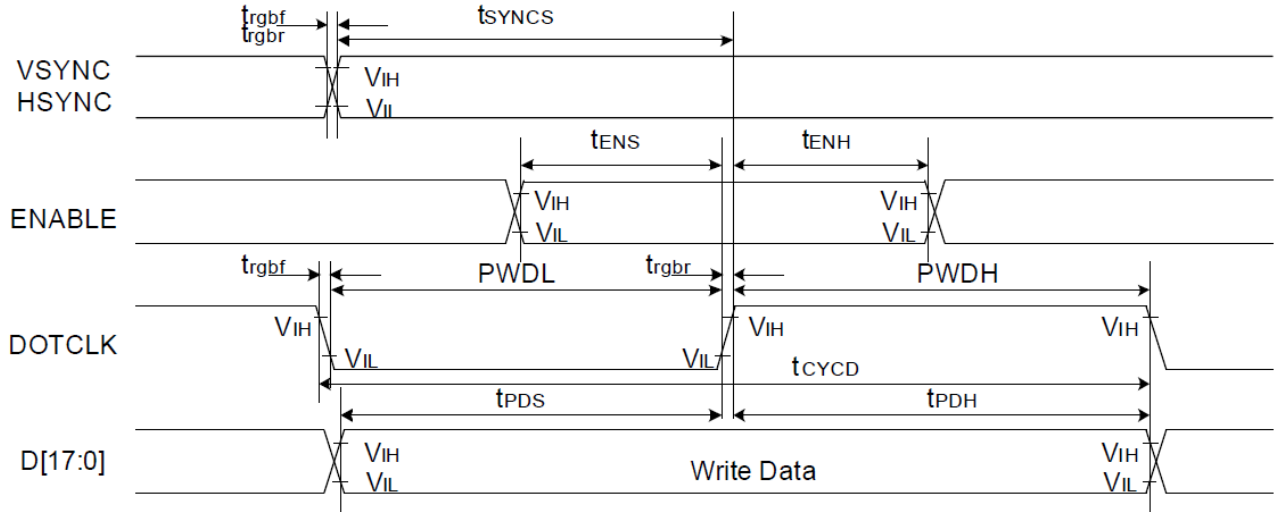 trgbf
trgbr
tSYNCS
VSYNC
HSYNC
VIH
VIL
tENS
tENH
ENABLE
VIH
VIL
VIH
VIL
trgbf
PWDL
trgbr
PWDH
DOTCLK
VIH
VIL
VIL
VIH
VIH
tCYCD
tPDS
tPDH
D[17:0]
VIH
VIL
Write Data
VIH
VIL